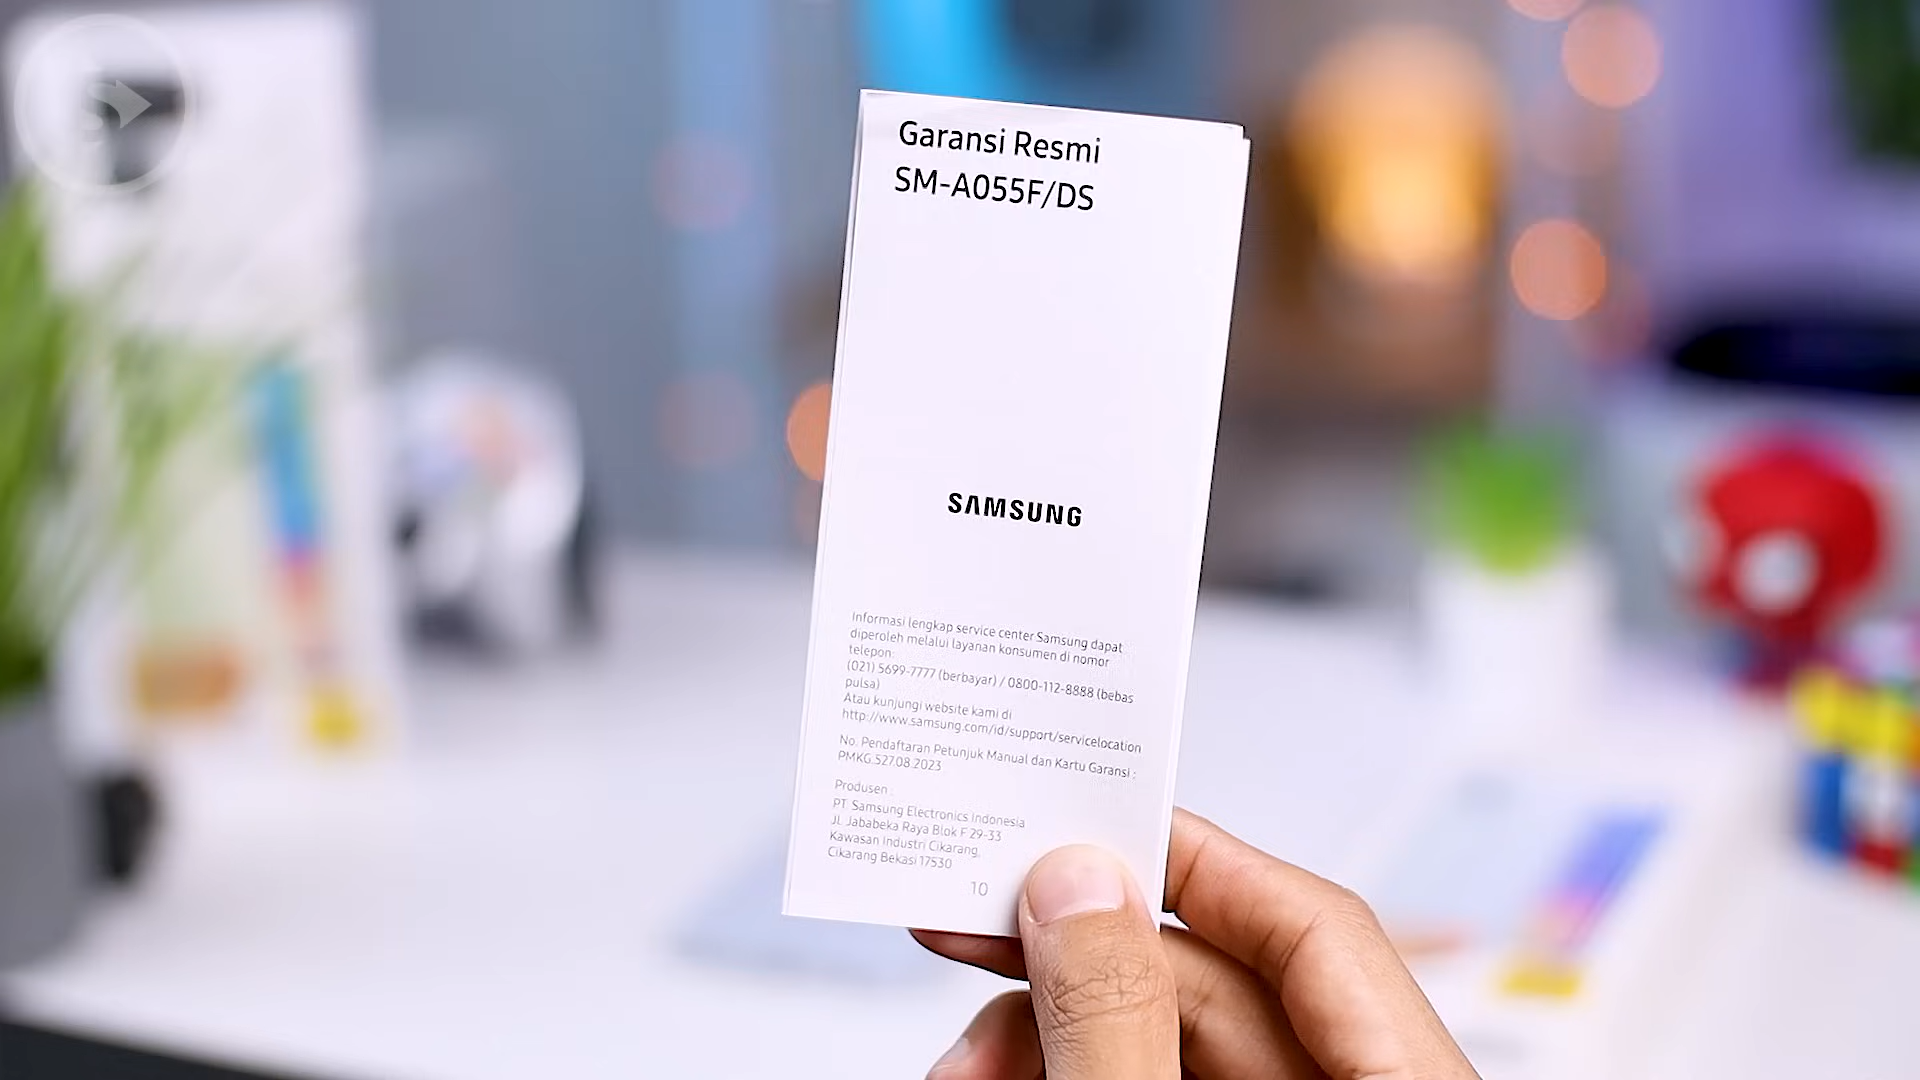 Garansi Resmi
SM-A055F/DS
SAMSUNG
Informasi lengkap service center Samsung dapat
diperoleh melalui layanan konsumen di nomor
telepon:
(021) 5699-7777 (berbayar) / 0800-112-8888 (bebas
pulsa)
Atau kunjungi website kami di
http://www.samsung.com/id/support/servicelocation
No. Pendaftaran Petunjuk Manual dan Kartu Garansi :
PMKG.527.08.2023
Produsen :
PT. Samsung Electronics Indonesia
JL. Jababeka Raya Blok F 29-33
Kawasan Industri Cikarang,
Cikarang Bekasi 17530
10